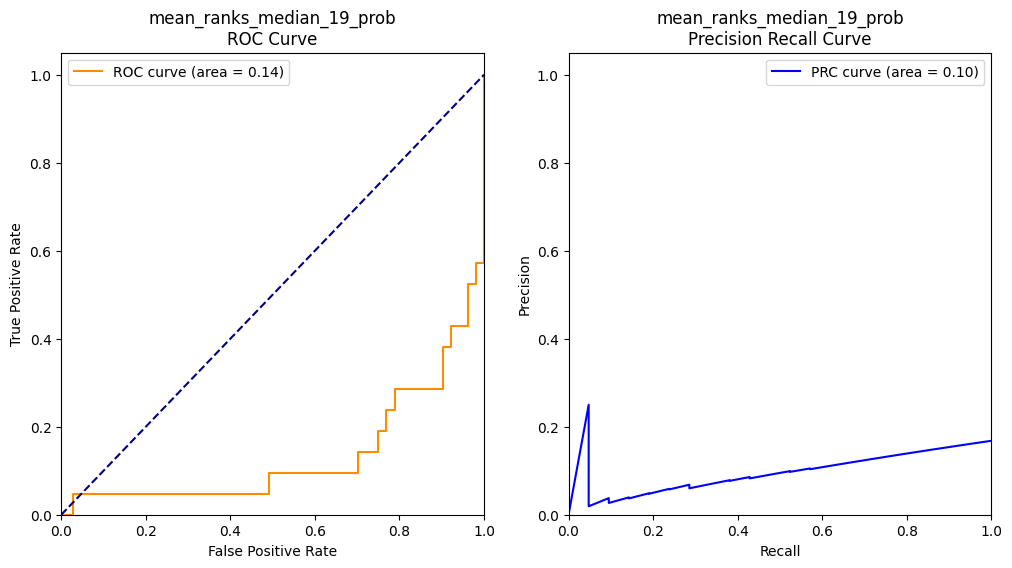 mean_ranks_median_19_prob
ROC Curve
ROC curve (area = 0.14)
True Positive Rate
1.0
0.8
0.6
0.4
0.2
0.0
0.0 0.2 0.4 0.6 0.8 1.0
False Positive Rate
mean_ranks_median_19_prob
Precision Recall Curve
PRC curve (area = 0.10)
Precision
1.0
0.8
0.6
0.4
0.2
0.0
0.0 0.2 0.4 0.6 0.8 1.0
Recall